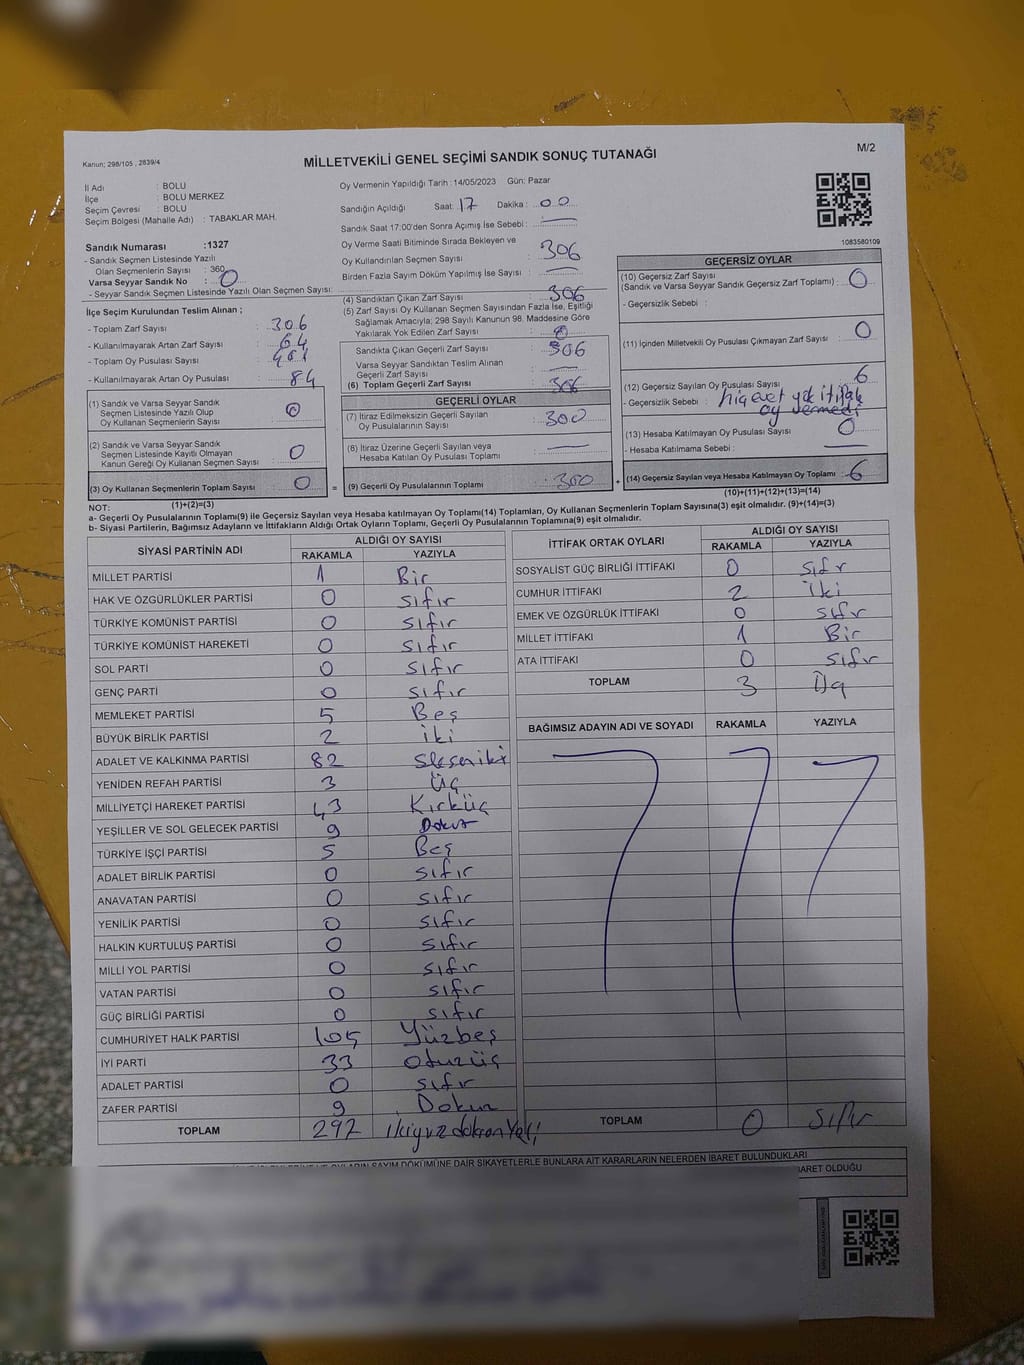 Kanun; 298/105 , 2839/4
MİLLETVEKİLİ GENEL SEÇİMİ SANDIK SONUÇ TUTANAĞI
M/2
İl Adı : BOLU
İlçe : BOLU MERKEZ
Seçim Çevresi : BOLU
Seçim Bölgesi (Mahalle Adı) : TABAKLAR MAH.
Sandık Numarası :1327
- Sandık Seçmen Listesinde Yazılı
Olan Seçmenlerin Sayısı : 360
Varsa Seyyar Sandık No : 0
- Seyyar Sandık Seçmen Listesinde Yazılı Olan Seçmen Sayısı:
Oy Vermenin Yapıldığı Tarih : 14/05/2023 Gün: Pazar
Sandığın Açıldığı Saat: 17 Dakika : 00
Sandık Saat 17:00'den Sonra Açımış İse Sebebi :
Oy Verme Saati Bitiminde Sırada Bekleyen ve
Oy Kullandırılan Seçmen Sayısı : 306
Birden Fazla Sayım Döküm Yapılmış İse Sayısı :
1083580109
İlçe Seçim Kurulundan Teslim Alınan ;
- Toplam Zarf Sayısı : 306
- Kullanılmayarak Artan Zarf Sayısı : 64
- Toplam Oy Pusulası Sayısı :
- Kullanılmayarak Artan Oy Pusulası : 84
(4) Sandıktan Çıkan Zarf Sayısı : 306
(5) Zarf Sayısı Oy Kullanan Seçmen Sayısından Fazla İse, Eşitliği
Sağlamak Amacıyla; 298 Sayılı Kanunun 98. Maddesine Göre
Yakılarak Yok Edilen Zarf Sayısı : 0
Sandıkta Çıkan Geçerli Zarf Sayısı : 306
Varsa Seyyar Sandıktan Teslim Alınan
Geçerli Zarf Sayısı :
(6) Toplam Geçerli Zarf Sayısı : 306
(1) Sandık ve Varsa Seyyar Sandık
Seçmen Listesinde Yazılı Olup
Oy Kullanan Seçmenlerin Sayısı : 0
(2) Sandık ve Varsa Seyyar Sandık
Seçmen Listesinde Kayıtlı Olmayan
Kanun Gereği Oy Kullanan Seçmen Sayısı : 0
(3) Oy Kullanan Seçmenlerin Toplam Sayısı : 0
(1)+(2)=(3)
=
GEÇERLİ OYLAR
(7) İtiraz Edilmeksizin Geçerli Sayılan
Oy Pusulalarının Sayısı : 300
(8) İtiraz Üzerine Geçerli Sayılan veya
Hesaba Katılan Oy Pusulası Toplamı :
(9) Geçerli Oy Pusulalarının Toplamı : 300
+
GEÇERSİZ OYLAR
(10) Geçersiz Zarf Sayısı
(Sandık ve Varsa Seyyar Sandık Geçersiz Zarf Toplamı) : 0
- Geçersizlik Sebebi :
(11) İçinden Milletvekili Oy Pusulası Çıkmayan Zarf Sayısı : 0
(12) Geçersiz Sayılan Oy Pusulası Sayısı : 6
- Geçersizlik Sebebi : yok itifak
oy vermedi
(13) Hesaba Katılmayan Oy Pusulası Sayısı : 0
- Hesaba Katılmama Sebebi :
(14) Geçersiz Sayılan veya Hesaba Katılmayan Oy Toplamı : 6
(10)+(11)+(12)+(13)=(14)
NOT:
a- Geçerli Oy Pusulalarının Toplamı(9) ile Geçersiz Sayılan veya Hesaba Katılmayan Oy Toplamı(14) Toplamları, Oy Kullanan Seçmenlerin Toplam Sayısına(3) eşit olmalıdır. (9)+(14)=(3)
b- Siyasi Partilerin, Bağımsız Adayların ve İttifakların Aldığı Ortak Oyların Toplamı, Geçerli Oy Pusulalarının Toplamına(9) eşit olmalıdır.
SİYASİ PARTİNİN ADI ALDIĞI OY SAYISI
RAKAMLA YAZIYLA
MİLLET PARTİSİ 1 Bir
HAK VE ÖZGÜRLÜKLER PARTİSİ 0 sıfır
TÜRKİYE KOMÜNİST PARTİSİ 0 sıfır
TÜRKİYE KOMÜNİST HAREKETİ 0 sıfır
SOL PARTİ 0 sıfır
GENÇ PARTİ 0 sıfır
MEMLEKET PARTİSİ 5 Beş
BÜYÜK BİRLİK PARTİSİ 2 iki
ADALET VE KALKINMA PARTİSİ 82
YENİDEN REFAH PARTİSİ 3 üç
MİLLİYETÇİ HAREKET PARTİSİ 43 Kırküç
YEŞİLLER VE SOL GELECEK PARTİSİ 9 Dokuz
TÜRKİYE İŞÇİ PARTİSİ 5 Beş
ADALET BİRLİK PARTİSİ 0 sıfır
ANAVATAN PARTİSİ 0 sıfır
YENİLİK PARTİSİ 0 sıfır
HALKIN KURTULUŞ PARTİSİ 0 sıfır
MİLLİ YOL PARTİSİ 0 sıfır
VATAN PARTİSİ 0 sıfır
GÜÇ BİRLİĞİ PARTİSİ 0 sıfır
CUMHURİYET HALK PARTİSİ 105 Yüzbeş
İYİ PARTİ 33 otuzüç
ADALET PARTİSİ 0 sıfır
ZAFER PARTİSİ 9 Dokuz
TOPLAM 297
İTTİFAK ORTAK OYLARI ALDIĞI OY SAYISI
RAKAMLA YAZIYLA
SOSYALİST GÜÇ BİRLİĞİ İTTİFAKI 0 sıfır
CUMHUR İTTİFAKI 2 iki
EMEK VE ÖZGÜRLÜK İTTİFAKI 0 sıfır
MİLLET İTTİFAKI 1 Bir
ATA İTTİFAKI 0 sıfır
TOPLAM 3 Üç
BAĞIMSIZ ADAYIN ADI VE SOYADI RAKAMLA YAZIYLA
TOPLAM 0 sıfır
DÖKÜMÜNE DAİR ŞİKAYETLERLE BUNLARA AİT KARARLARIN NELERDEN İBARET BULUNDUKLARI
BARET OLDUĞU